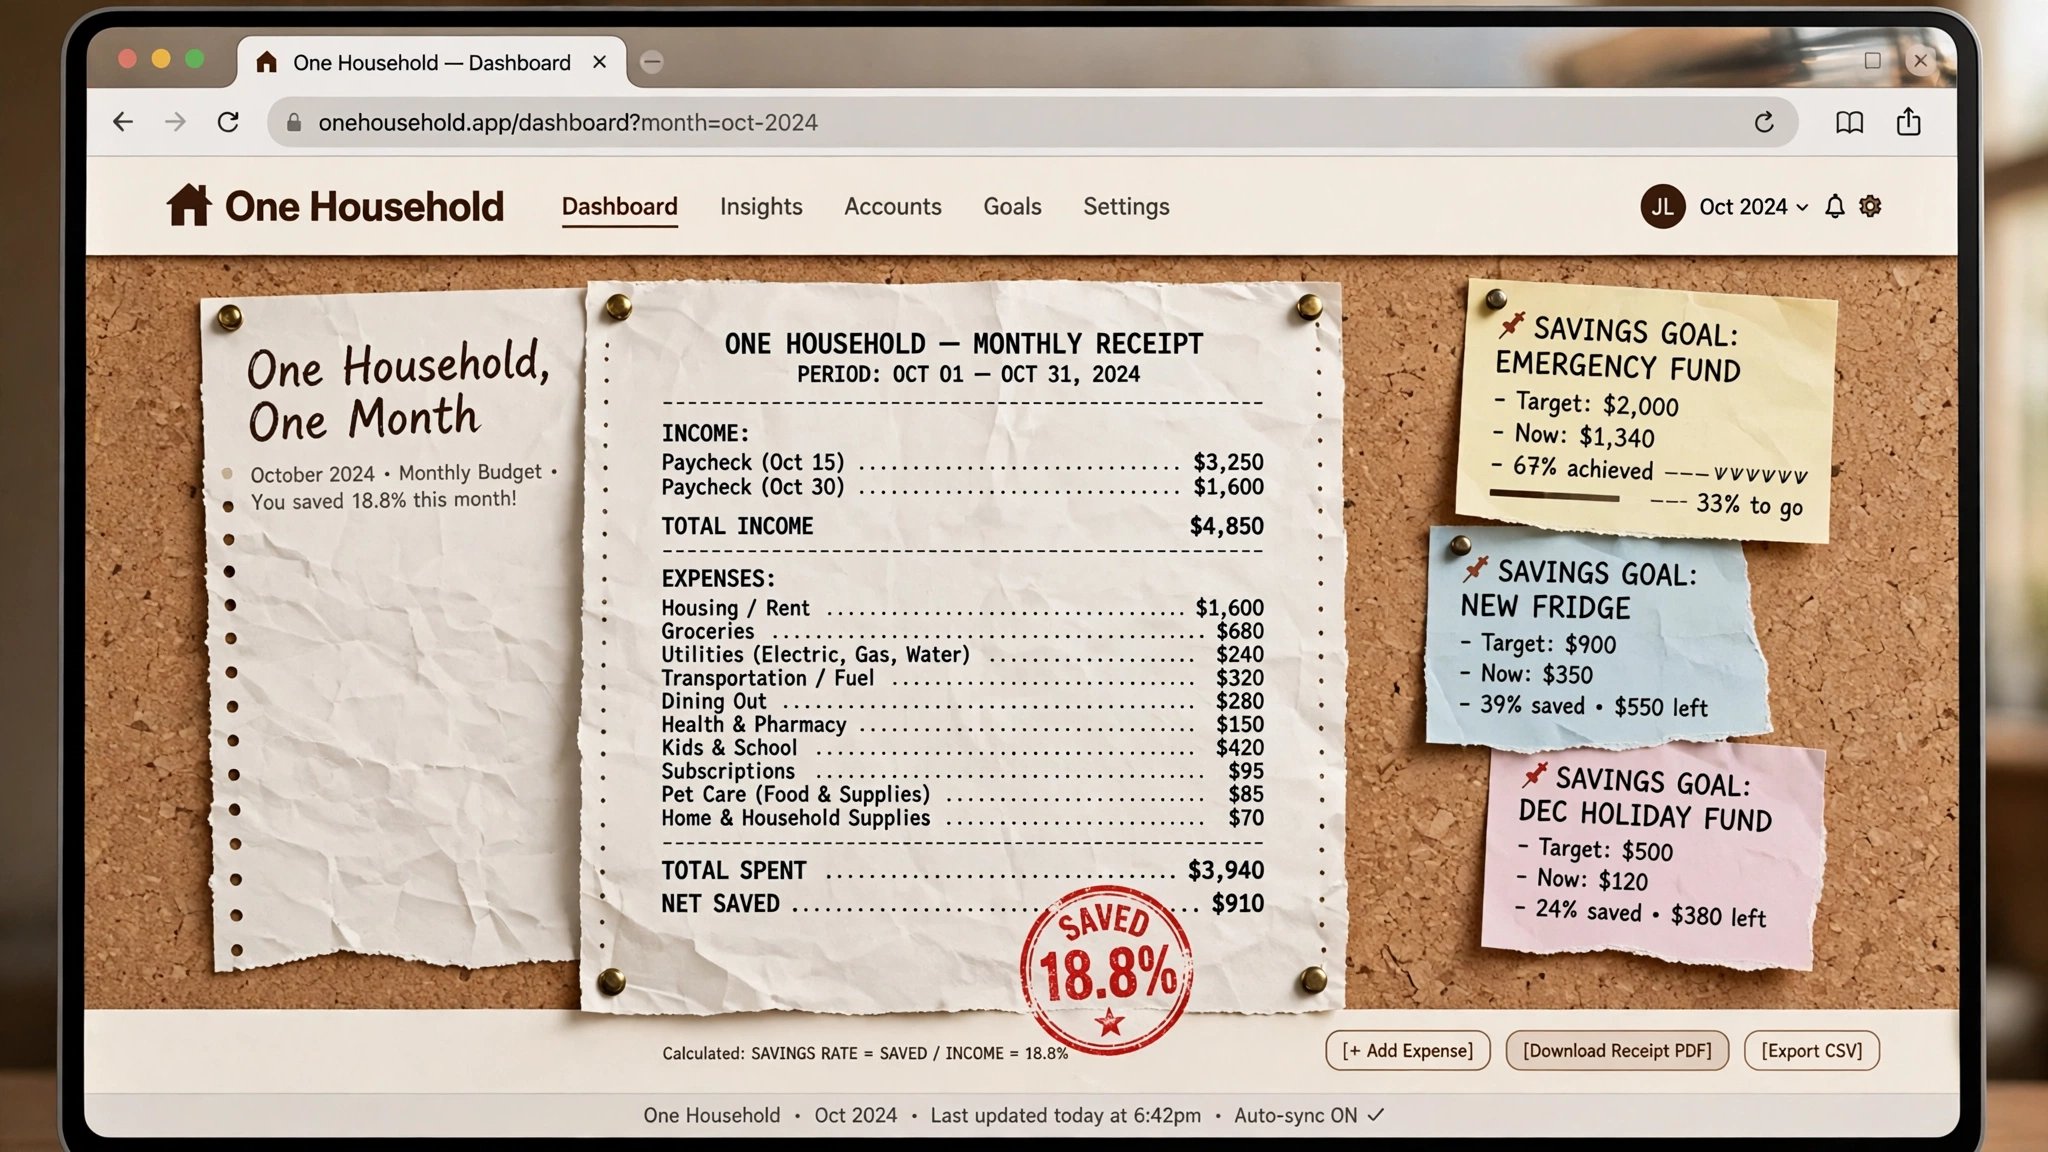 One Household — Dashboard
onehousehold.app/dashboard?month=oct-2024
One Household
Dashboard
Insights
Accounts
Goals
Settings
JL
Oct 2024
One Household,
One Month
October 2024 • Monthly Budget •
You saved 18.8% this month!
ONE HOUSEHOLD — MONTHLY RECEIPT
PERIOD: OCT 01 — OCT 31, 2024
INCOME:
Paycheck (Oct 15) $3,250
Paycheck (Oct 30) $1,600
TOTAL INCOME $4,850
EXPENSES:
Housing / Rent $1,600
Groceries $680
Utilities (Electric, Gas, Water) $240
Transportation / Fuel $320
Dining Out $280
Health & Pharmacy $150
Kids & School $420
Subscriptions $95
Pet Care (Food & Supplies) $85
Home & Household Supplies $70
TOTAL SPENT $3,940
NET SAVED $910
SAVED
18.8%
Calculated: SAVINGS RATE = SAVED / INCOME = 18.8%
SAVINGS GOAL:
EMERGENCY FUND
- Target: $2,000
- Now: $1,340
- 67% achieved
33% to go
SAVINGS GOAL:
NEW FRIDGE
- Target: $900
- Now: $350
- 39% saved • $550 left
SAVINGS GOAL:
DEC HOLIDAY FUND
- Target: $500
- Now: $120
- 24% saved • $380 left
[+ Add Expense]
[Download Receipt PDF]
[Export CSV]
One Household • Oct 2024 • Last updated today at 6:42pm • Auto-sync ON ✓